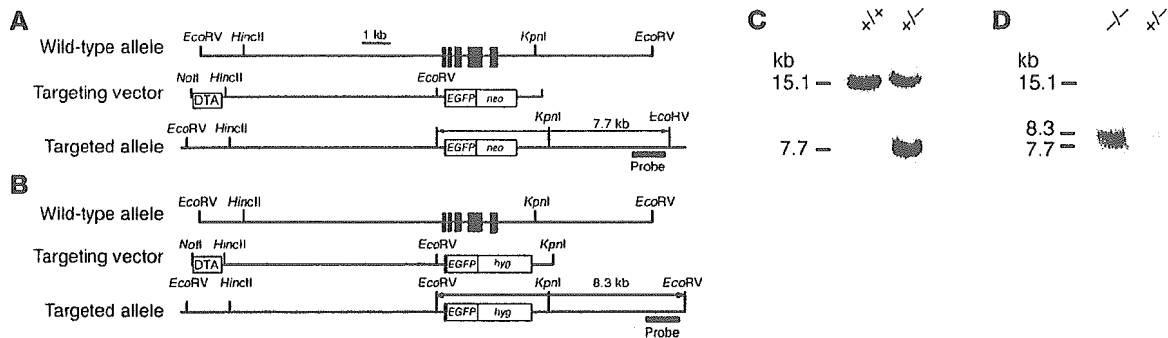 A
Wild-type allele
EcoRV HincII 1 kb KpnI EcoRV
Targeting vector
NotI HincII EcoRV
DTA EGFP neo
Targeted allele
EcoRV HincII KpnI 7.7 kb EcoRV
EGFP neo
Probe
B
Wild-type allele
EcoRV HincII KpnI EcoRV
Targeting vector
NotI HincII EcoRV KpnI
DTA EGFP hyg
Targeted allele
EcoRV HincII EcoRV KpnI 8.3 kb EcoRV
EGFP hyg
Probe
C
+/+ +/−
kb
15.1
7.7
D
−/− +/−
kb
15.1
8.3
7.7